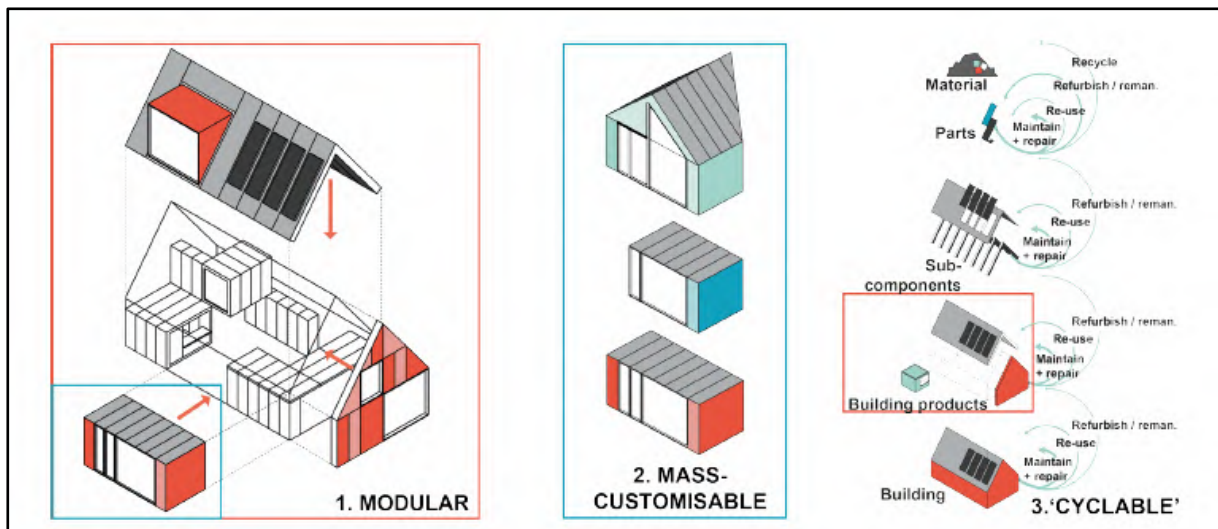 1. MODULAR
2. MASS-
CUSTOMISABLE
Recycle
Material
Refurbish / reman.
Re-use
Parts
Maintain
+ repair
Refurbish / reman.
Re-use
Maintain
+ repair
Sub-
components
Refurbish / reman.
Re-use
Maintain
+ repair
Building products
Refurbish / reman.
Re-use
Maintain
+ repair
Building
3.‘CYCLABLE’